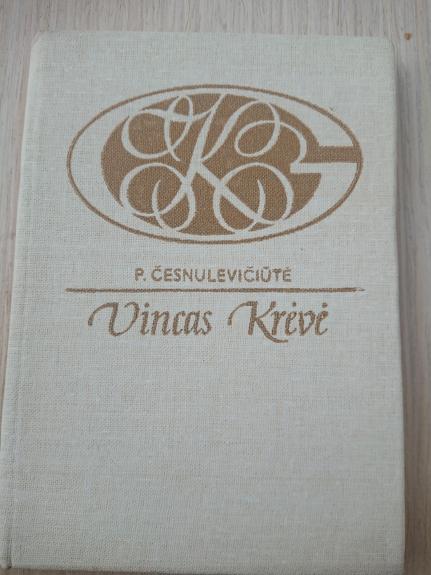 K
P. ČESNULEVIČIŪTĖ
Vincas Krėvė